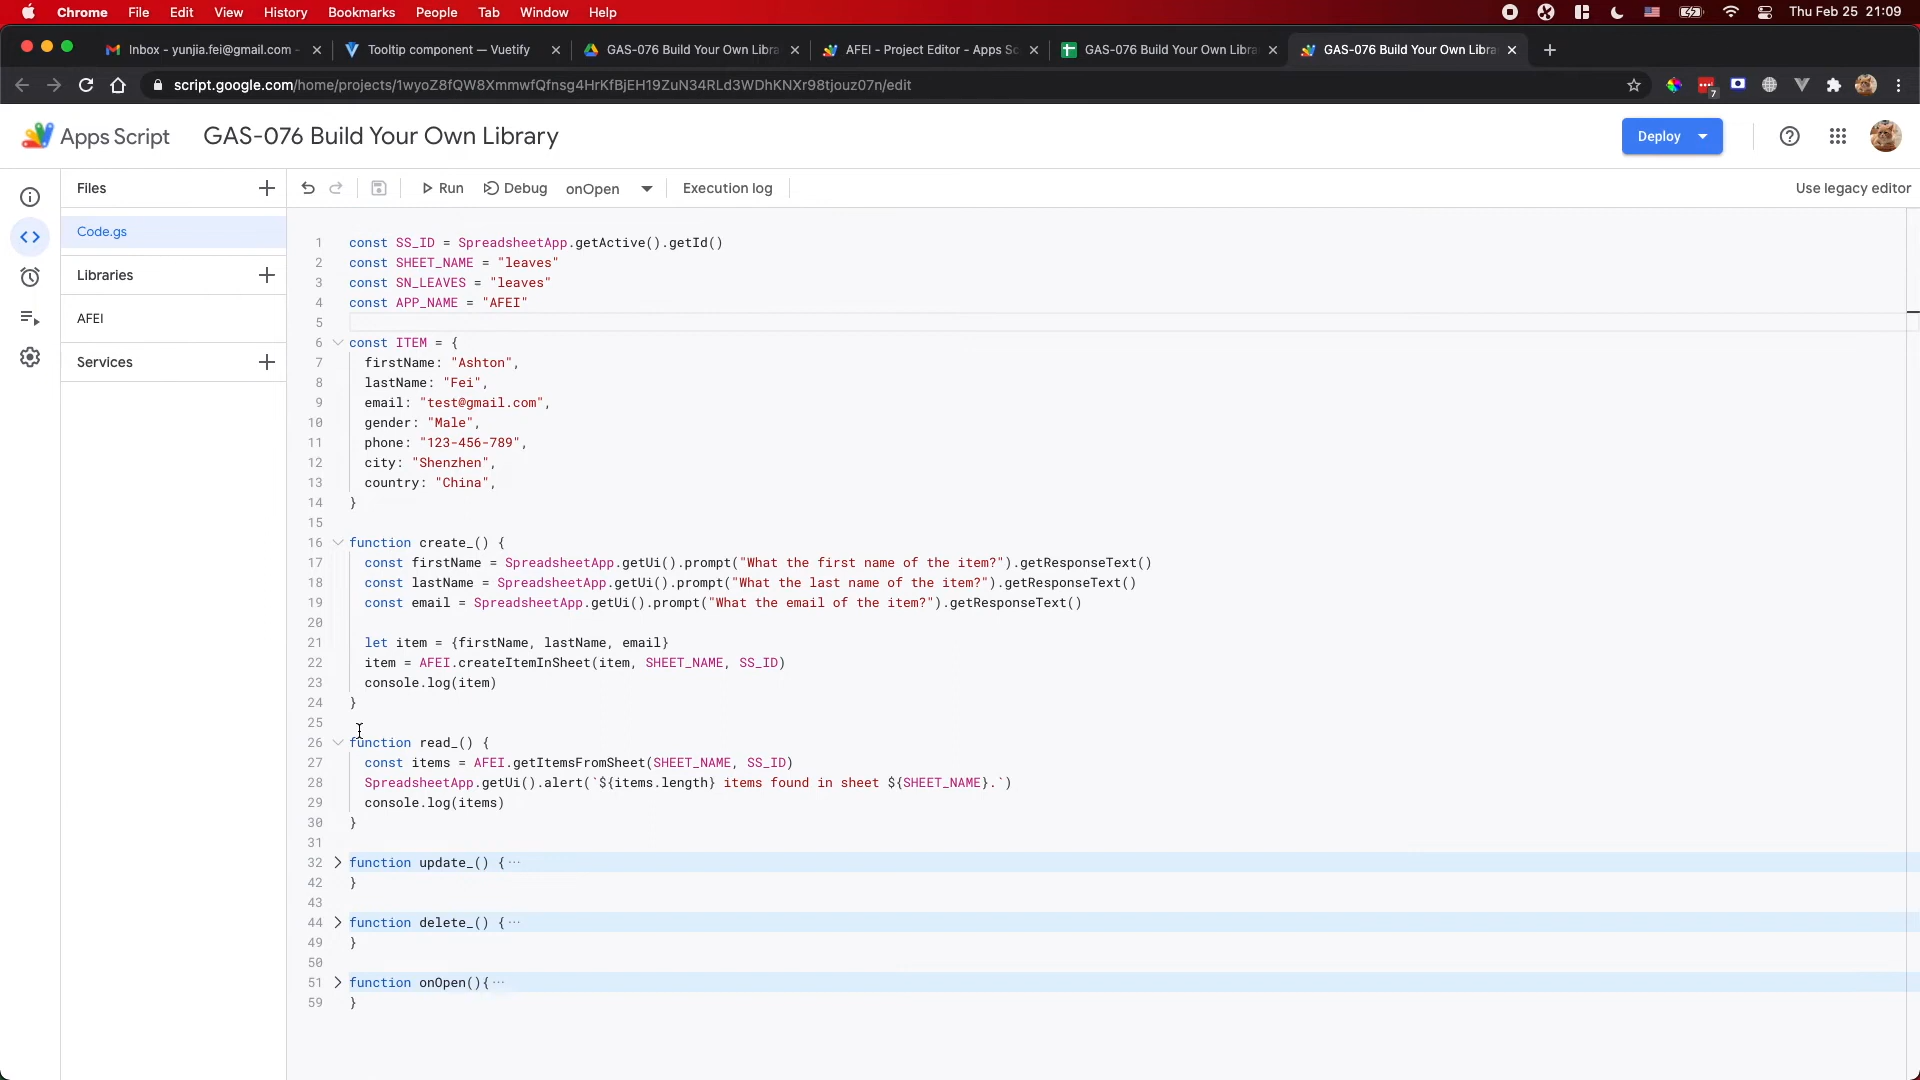 Chrome File Edit View History Bookmarks People Tab Window Help Thu Feb 25 21:09
Inbox - yunjia.fei@gmail.com - Tooltip component — Vuetify GAS-076 Build Your Own Libra AFEI - Project Editor - Apps Sc GAS-076 Build Your Own Libra GAS-076 Build Your Own Libra
script.google.com/home/projects/1wyoZ8fQW8XmmwfQfnsg4HrKfBjEH19ZuN34RLd3WDhKNXr98tjouz07n/edit 7
Apps Script GAS-076 Build Your Own Library Deploy
Files Run Debug onOpen Execution log Use legacy editor
Code.gs
Libraries
AFEI
Services
1 const SS_ID = SpreadsheetApp.getActive().getId()
2 const SHEET_NAME = "leaves"
3 const SN_LEAVES = "leaves"
4 const APP_NAME = "AFEI"
5
6 const ITEM = {
7 firstName: "Ashton",
8 lastName: "Fei",
9 email: "test@gmail.com",
10 gender: "Male",
11 phone: "123-456-789",
12 city: "Shenzhen",
13 country: "China",
14 }
15
16 function create_() {
17 const firstName = SpreadsheetApp.getUi().prompt("What the first name of the item?").getResponseText()
18 const lastName = SpreadsheetApp.getUi().prompt("What the last name of the item?").getResponseText()
19 const email = SpreadsheetApp.getUi().prompt("What the email of the item?").getResponseText()
20
21 let item = {firstName, lastName, email}
22 item = AFEI.createItemInSheet(item, SHEET_NAME, SS_ID)
23 console.log(item)
24 }
25
26 function read_() {
27 const items = AFEI.getItemsFromSheet(SHEET_NAME, SS_ID)
28 SpreadsheetApp.getUi().alert(`${items.length} items found in sheet ${SHEET_NAME}.`)
29 console.log(items)
30 }
31
32 function update_() {···
42 }
43
44 function delete_() {···
49 }
50
51 function onOpen(){···
59 }